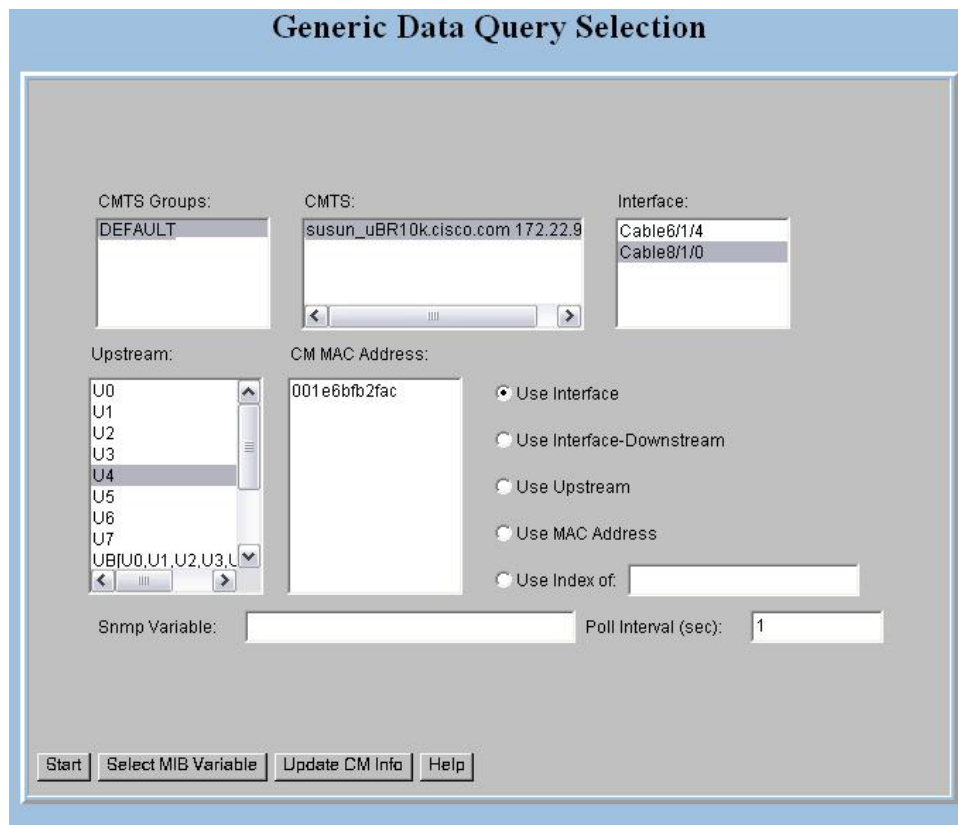 Generic Data Query Selection
CMTS Groups:
CMTS:
Interface:
DEFAULT
susun_uBR10k.cisco.com 172.22.9
Cable6/1/4
Cable8/1/0
Upstream:
CM MAC Address:
U0
U1
U2
U3
U4
U5
U6
U7
UB[U0,U1,U2,U3,U
001e6bfb2fac
Use Interface
Use Interface-Downstream
Use Upstream
Use MAC Address
Use Index of:
Snmp Variable:
Poll Interval (sec):
1
Start
Select MIB Variable
Update CM Info
Help